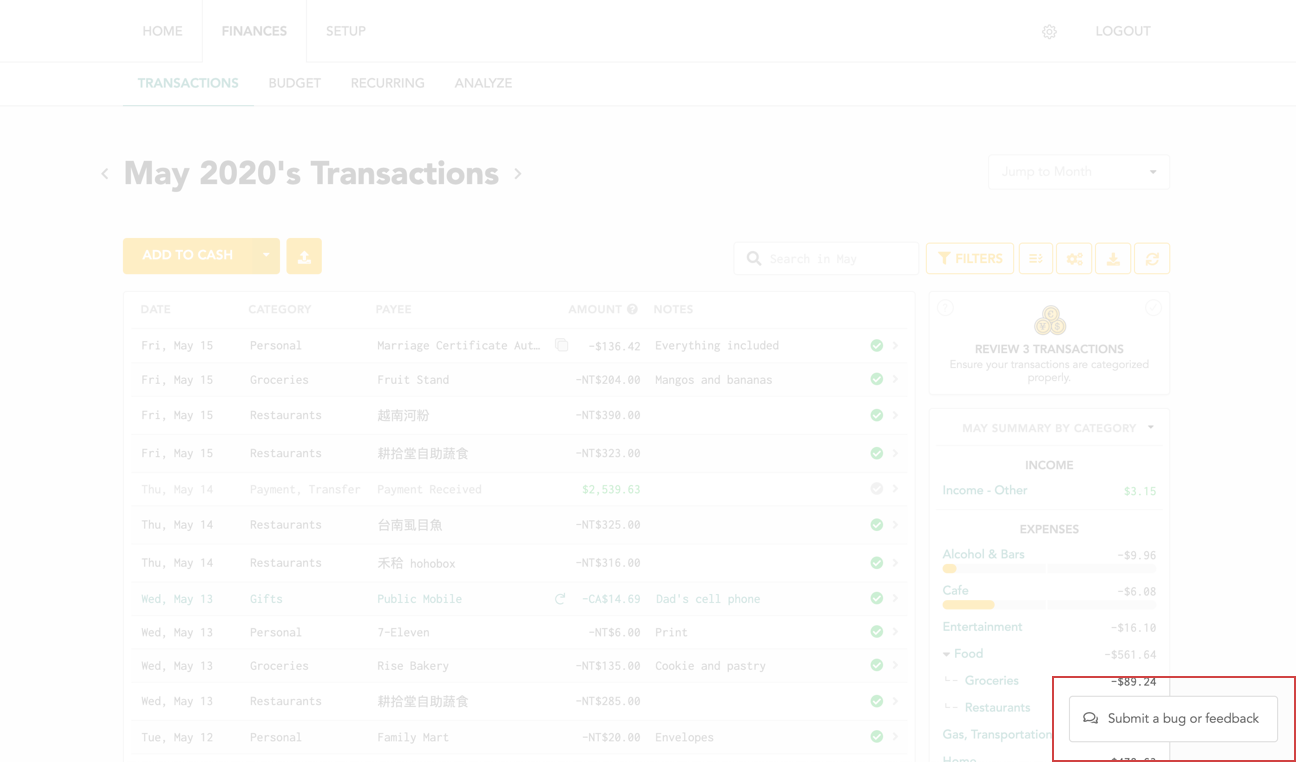 HOME FINANCES SETUP LOGOUT
TRANSACTIONS BUDGET RECURRING ANALYZE
May 2020's Transactions
Jump to Month
ADD TO CASH
Search in May
FILTERS
DATE CATEGORY PAYEE AMOUNT NOTES
Fri, May 15 Personal Marriage Certificate Aut… -$136.42 Everything included
Fri, May 15 Groceries Fruit Stand -NT$204.00 Mangos and bananas
Fri, May 15 Restaurants 越南河粉 -NT$390.00
Fri, May 15 Restaurants 耕拾堂自助蔬食 -NT$323.00
Thu, May 14 Payment, Transfer Payment Received $2,539.63
Thu, May 14 Restaurants 台南虱目魚 -NT$325.00
Thu, May 14 Restaurants 禾秴 hohobox -NT$316.00
Wed, May 13 Gifts Public Mobile -CA$14.69 Dad's cell phone
Wed, May 13 Personal 7-Eleven -NT$6.00 Print
Wed, May 13 Groceries Rise Bakery -NT$135.00 Cookie and pastry
Wed, May 13 Restaurants 耕拾堂自助蔬食 -NT$285.00
Tue, May 12 Personal Family Mart -NT$20.00 Envelopes
REVIEW 3 TRANSACTIONS
Ensure your transactions are categorized
properly.
MAY SUMMARY BY CATEGORY
INCOME
Income - Other $3.15
EXPENSES
Alcohol & Bars -$9.96
Cafe -$6.08
Entertainment -$16.10
Food -$561.64
Groceries -$89.24
Restaurants
Gas, Transportation
Home
Submit a bug or feedback